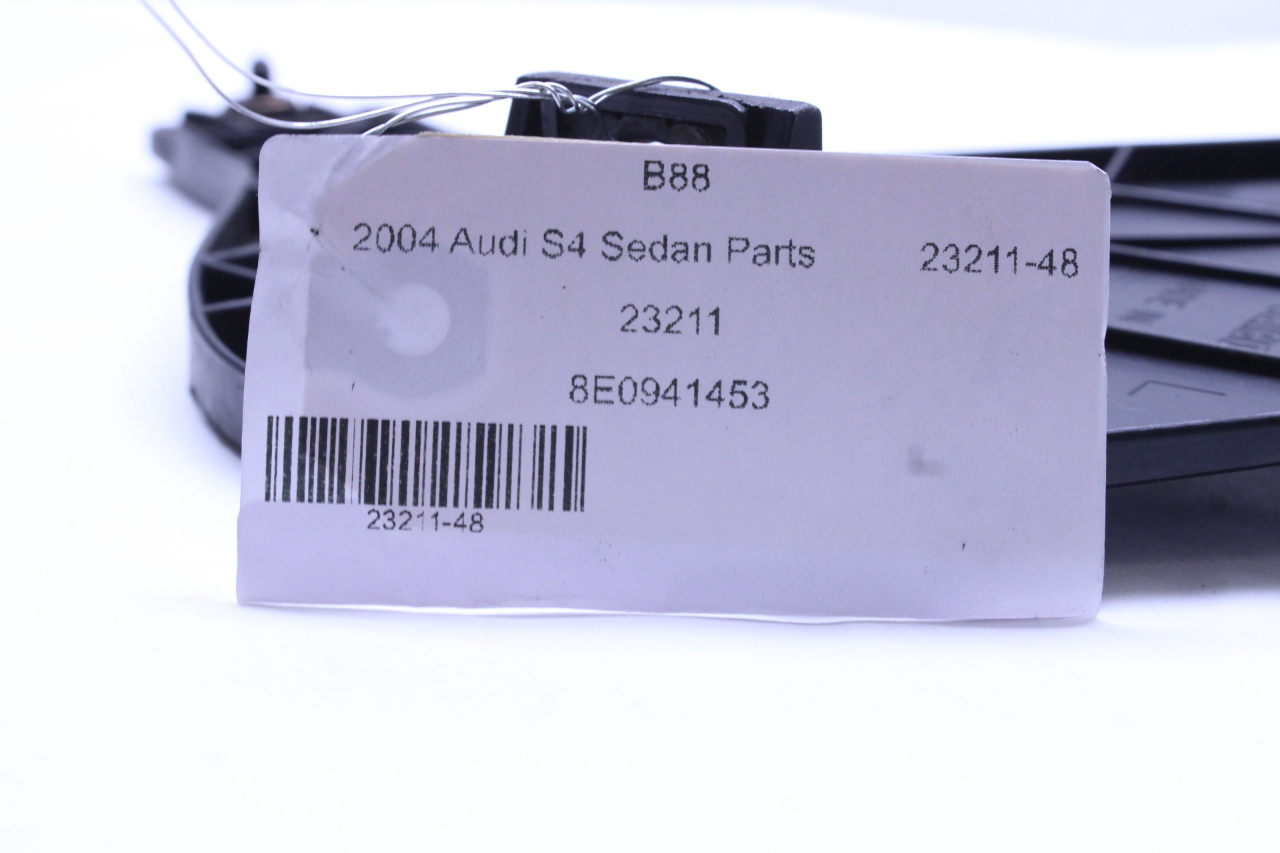 B88
2004 Audi S4 Sedan Parts 23211-48
23211
8E0941453
23211-48